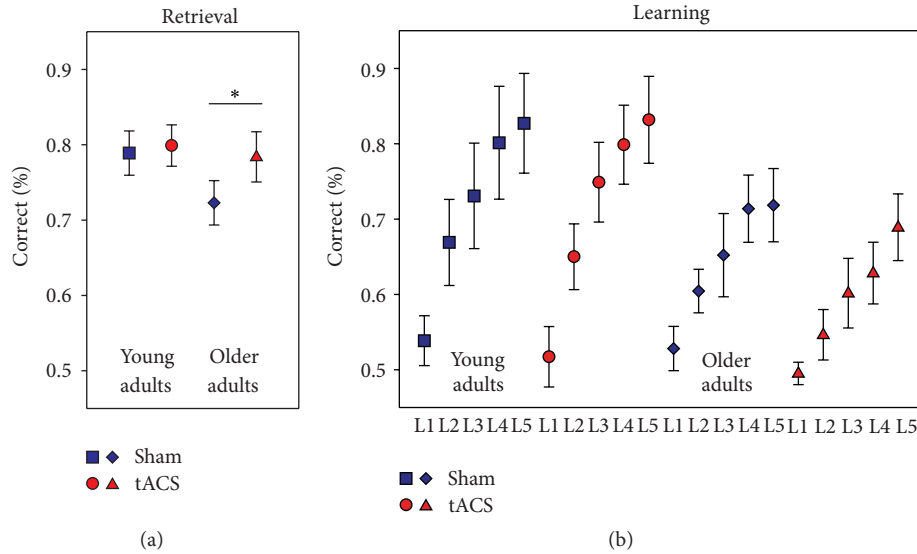 Retrieval
Correct (%)
0.9
0.8
0.7
0.6
0.5
*
Young
adults
Older
adults
Sham
tACS
(a)
Learning
Correct (%)
0.9
0.8
0.7
0.6
0.5
Young
adults
Older
adults
L1 L2 L3 L4 L5 L1 L2 L3 L4 L5 L1 L2 L3 L4 L5 L1 L2 L3 L4 L5
Sham
tACS
(b)